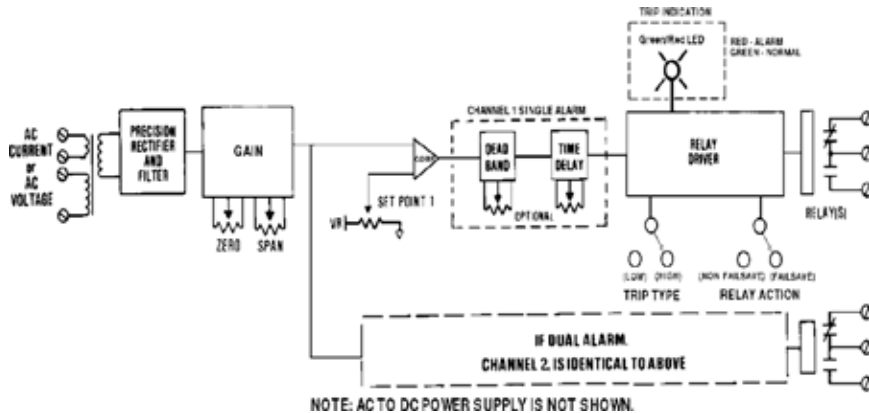 TRIP INDICATION
Green/Red LED
RED - ALARM
GREEN - NORMAL
AC
CURRENT
or
AC
VOLTAGE
PRECISION
RECTIFIER
AND
FILTER
GAIN
ZERO
SPAN
COMP
SET POINT 1
VR
CHANNEL 1 SINGLE ALARM
DEAD
BAND
TIME
DELAY
OPTIONAL
RELAY
DRIVER
RELAY(S)
(LOW)
(HIGH)
TRIP TYPE
(NON FAILSAVE)
(FAILSAVE)
RELAY ACTION
IF DUAL ALARM,
CHANNEL 2, IS IDENTICAL TO ABOVE
NOTE: AC TO DC POWER SUPPLY IS NOT SHOWN.